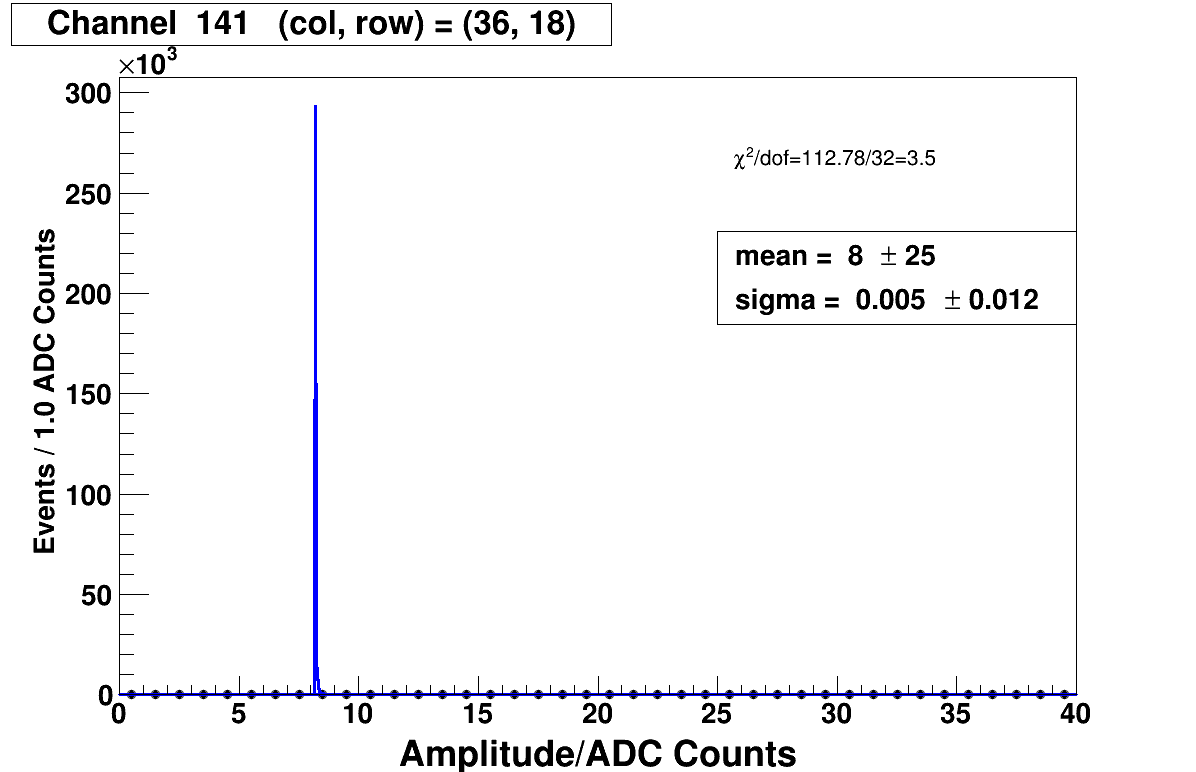 Channel 141 (col, row) = (36, 18)
×10³
300
250
200
150
100
50
0
Events / 1.0 ADC Counts
χ²/dof=112.78/32=3.5
mean = 8 ± 25
sigma = 0.005 ± 0.012
0 5 10 15 20 25 30 35 40
Amplitude/ADC Counts